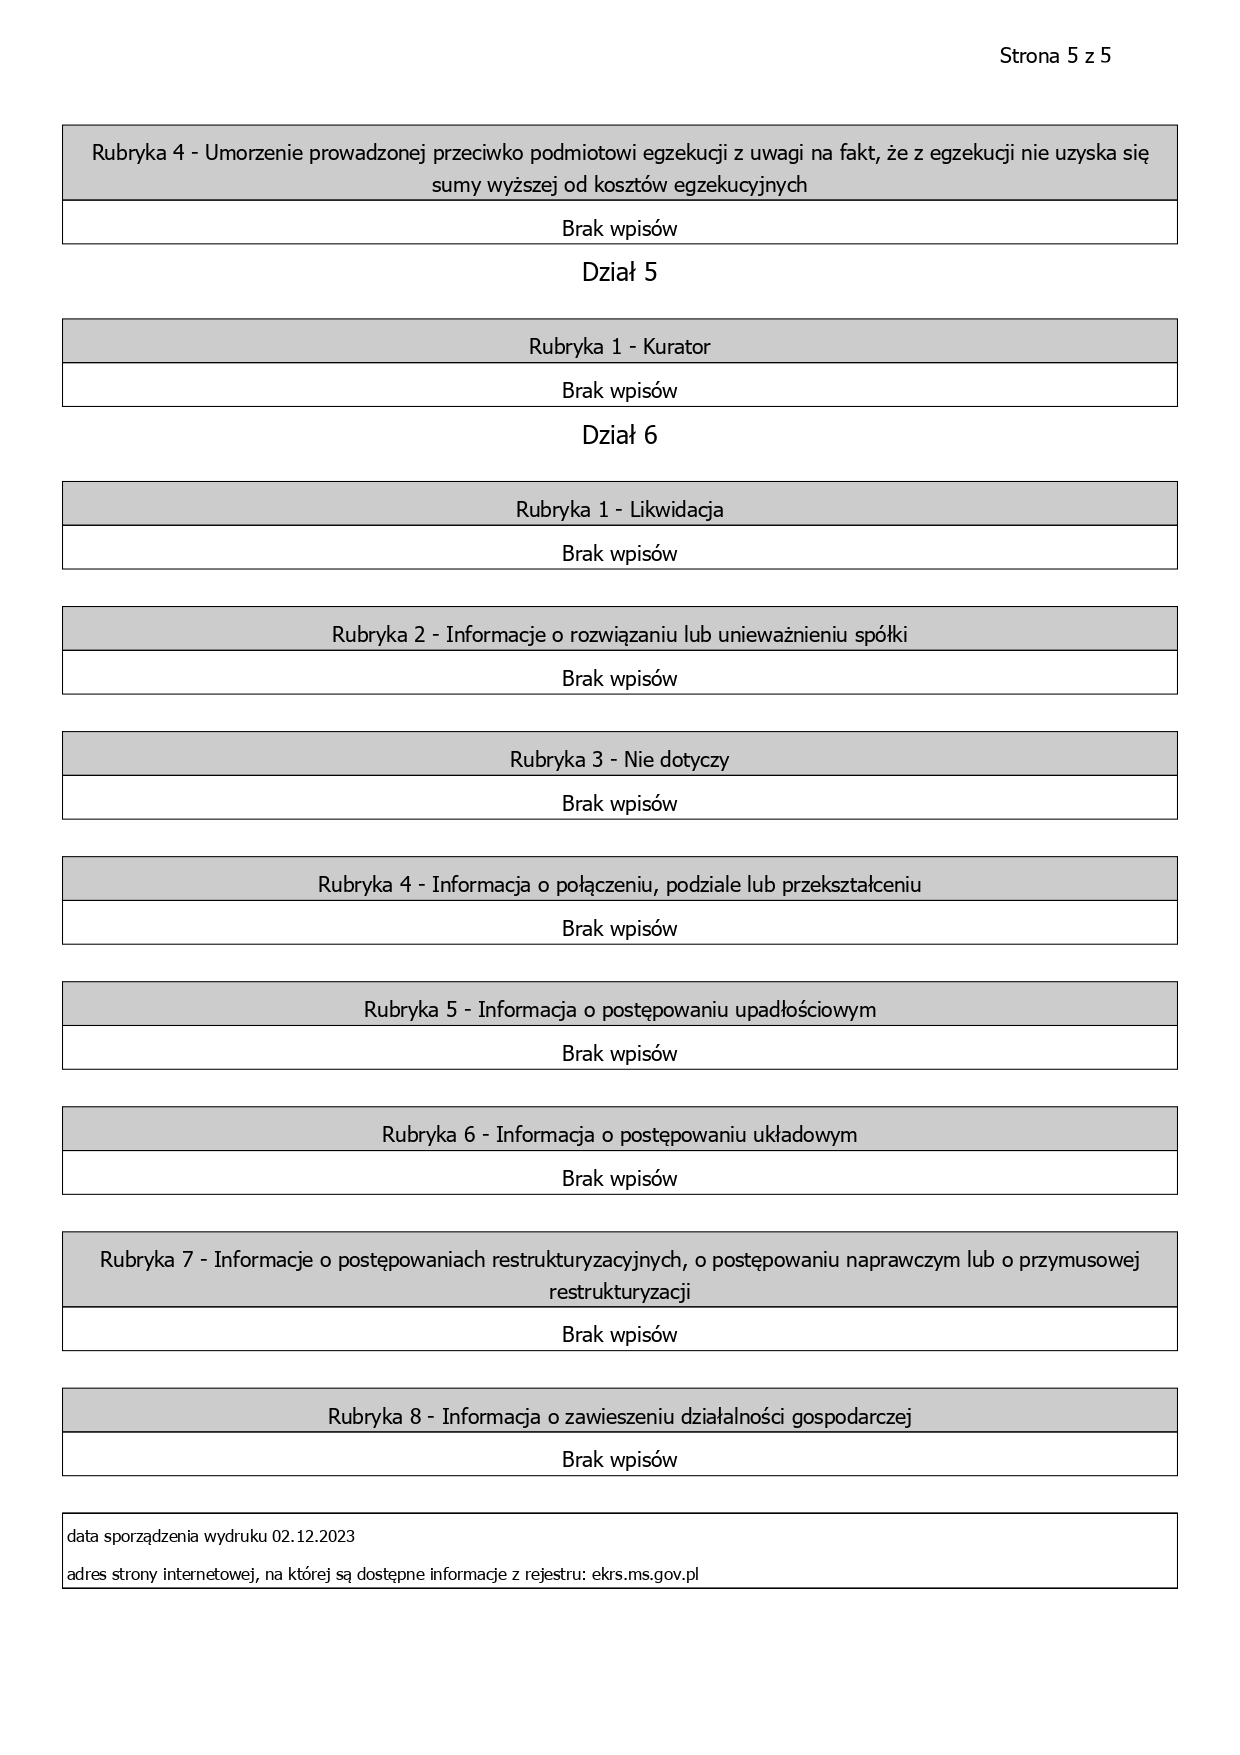 Strona 5 z 5
Rubryka 4 - Umorzenie prowadzonej przeciwko podmiotowi egzekucji z uwagi na fakt, że z egzekucji nie uzyska się
sumy wyższej od kosztów egzekucyjnych
Brak wpisów
Dział 5
Rubryka 1 - Kurator
Brak wpisów
Dział 6
Rubryka 1 - Likwidacja
Brak wpisów
Rubryka 2 - Informacje o rozwiązaniu lub unieważnieniu spółki
Brak wpisów
Rubryka 3 - Nie dotyczy
Brak wpisów
Rubryka 4 - Informacja o połączeniu, podziale lub przekształceniu
Brak wpisów
Rubryka 5 - Informacja o postępowaniu upadłościowym
Brak wpisów
Rubryka 6 - Informacja o postępowaniu układowym
Brak wpisów
Rubryka 7 - Informacje o postępowaniach restrukturyzacyjnych, o postępowaniu naprawczym lub o przymusowej
restrukturyzacji
Brak wpisów
Rubryka 8 - Informacja o zawieszeniu działalności gospodarczej
Brak wpisów
data sporządzenia wydruku 02.12.2023
adres strony internetowej, na której są dostępne informacje z rejestru: ekrs.ms.gov.pl